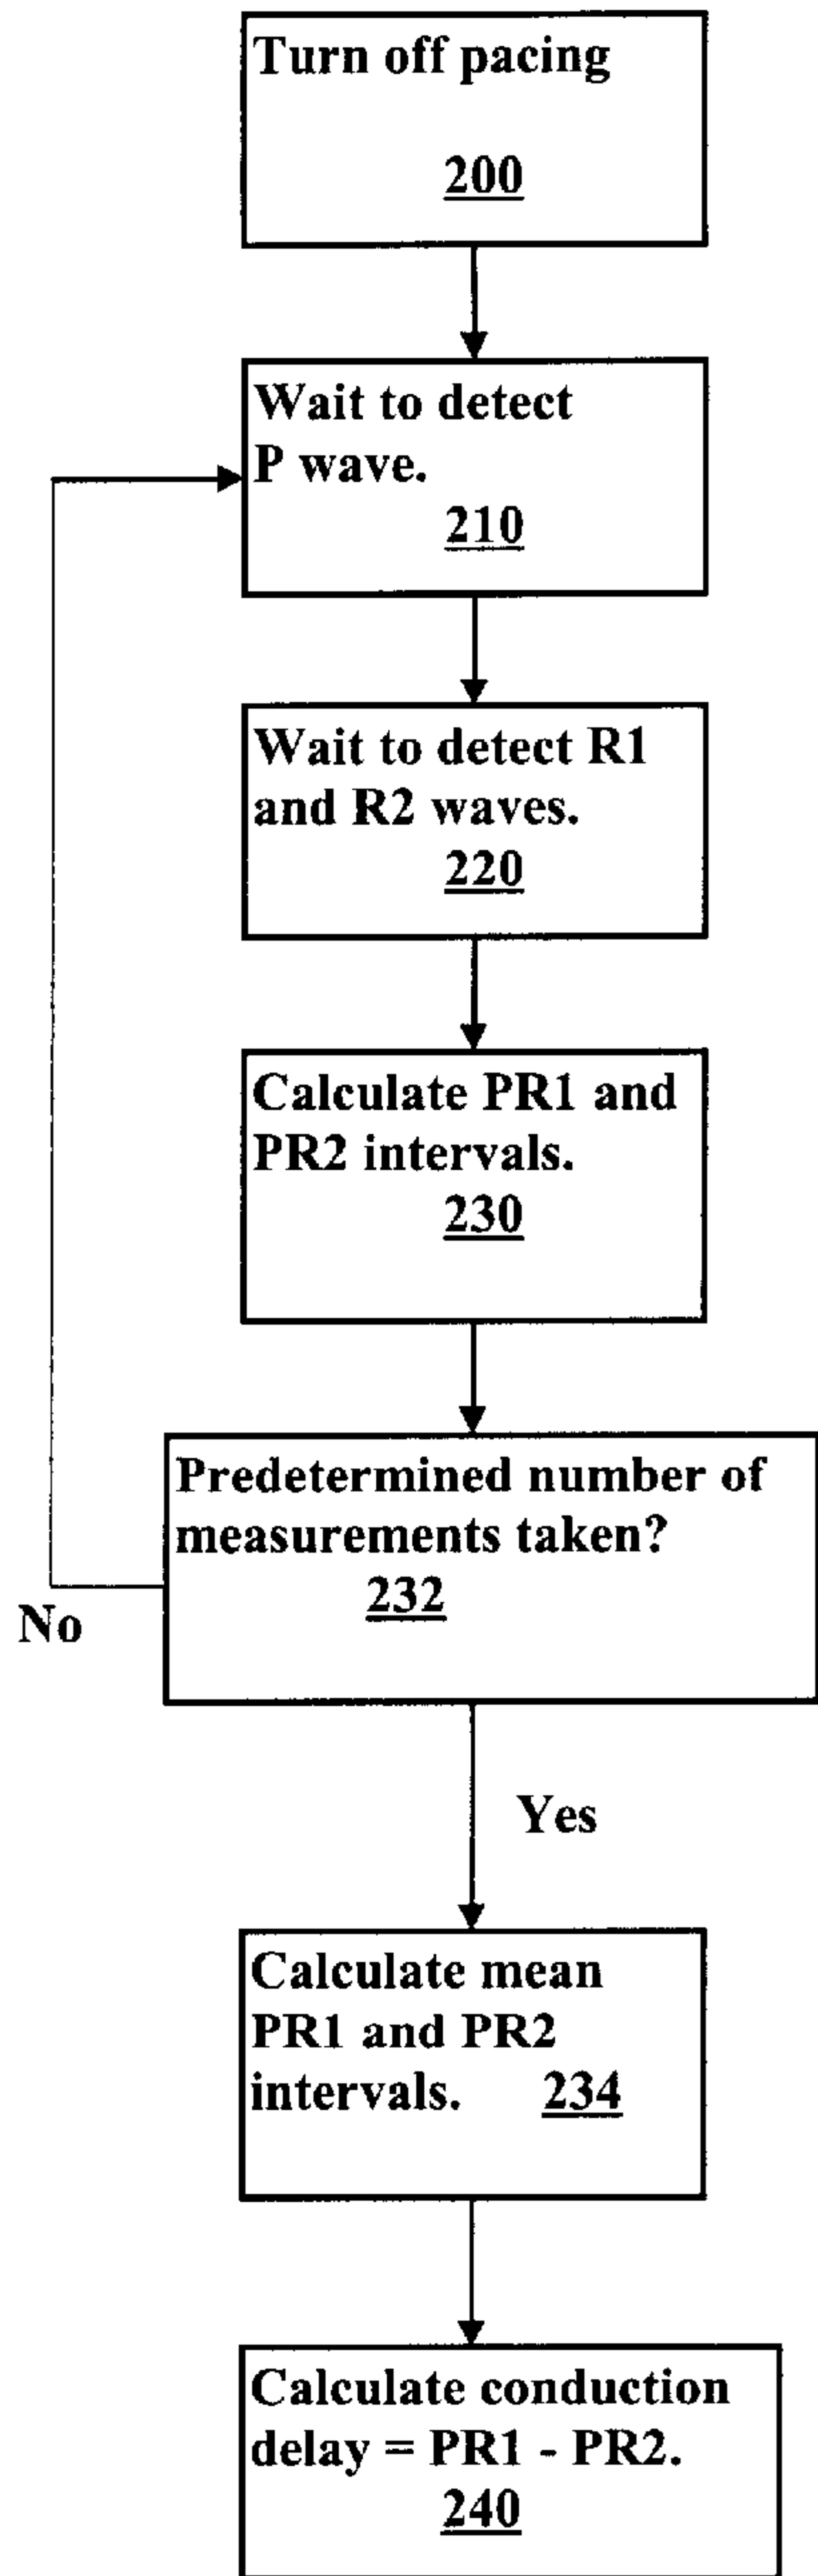 Turn off pacing
200
Wait to detect
P wave.
210
Wait to detect R1
and R2 waves.
220
Calculate PR1 and
PR2 intervals.
230
Predetermined number of
measurements taken?
232
No
Yes
Calculate mean
PR1 and PR2
intervals. 234
Calculate conduction
delay = PR1 - PR2.
240